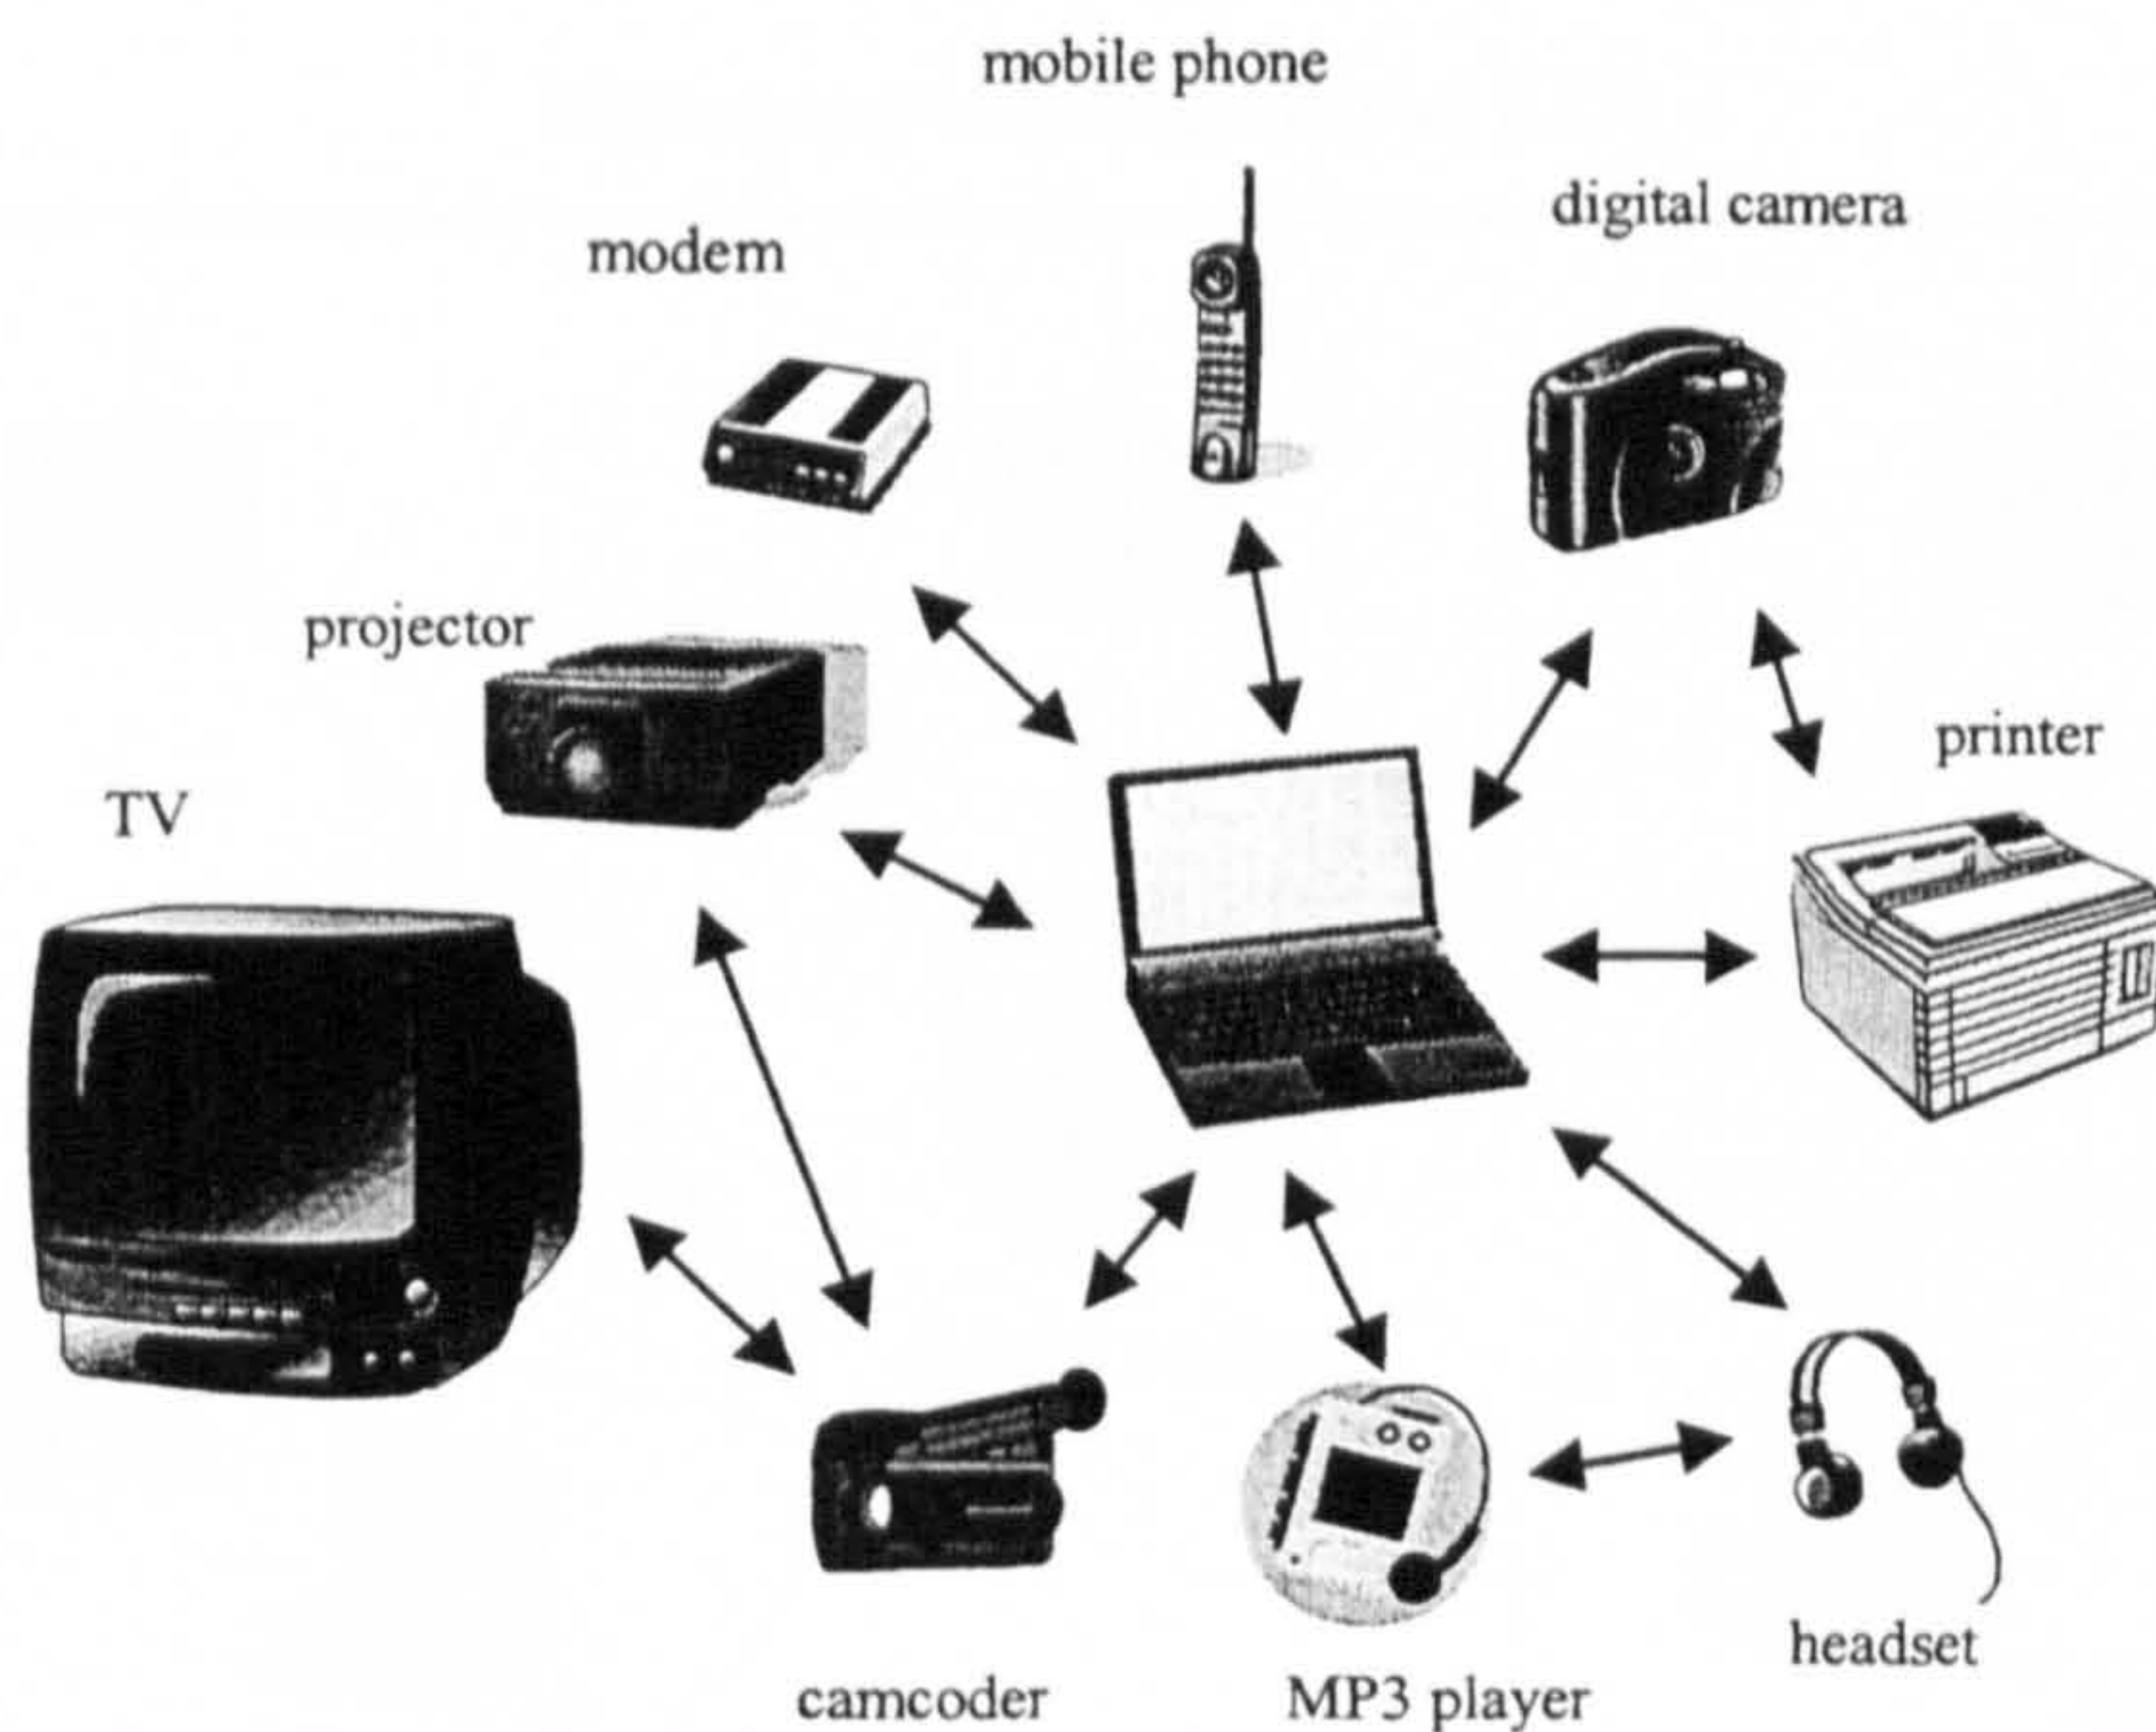 mobile phone
digital camera
modem
projector
printer
TV
headset
camcoder
MP3 player